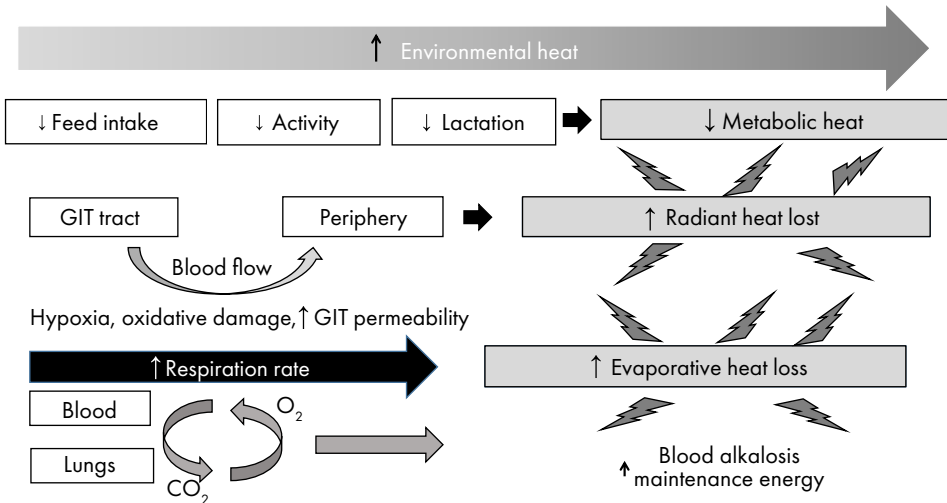 ↑ Environmental heat
↓ Feed intake
↓ Activity
↓ Lactation
↓ Metabolic heat
GIT tract
Periphery
↑ Radiant heat lost
Blood flow
Hypoxia, oxidative damage, ↑ GIT permeability
↑ Respiration rate
↑ Evaporative heat loss
Blood
O₂
Lungs
CO₂
Blood alkalosis
↑ maintenance energy